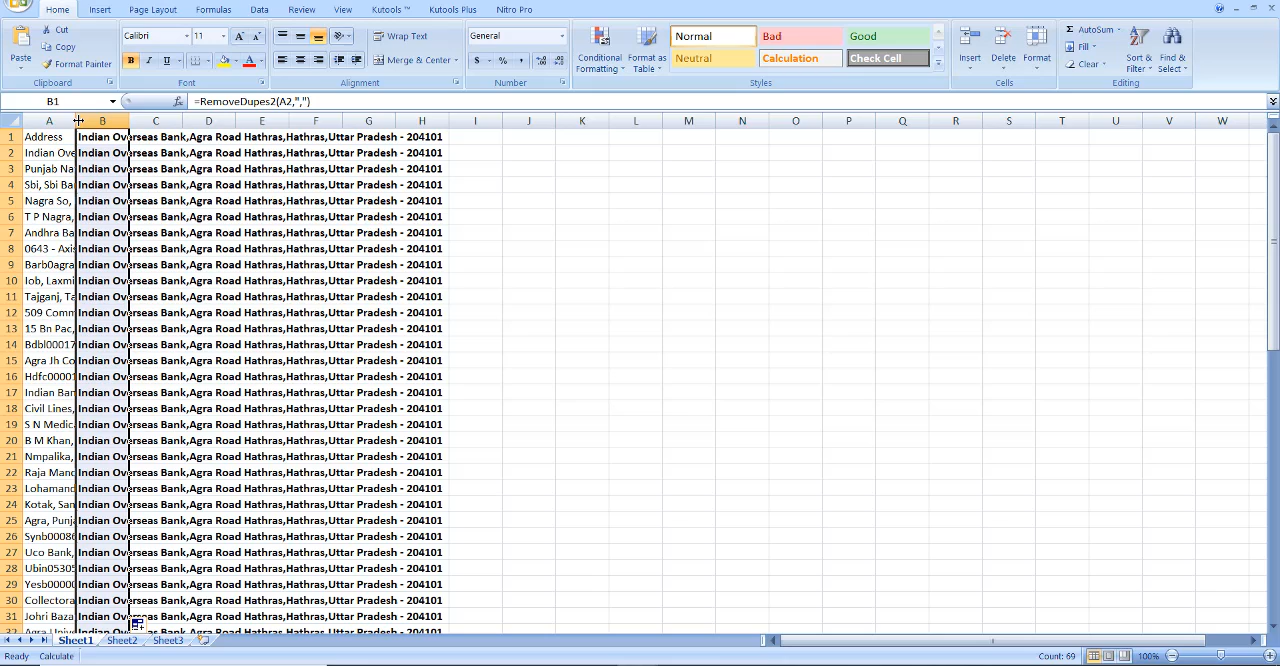 Home Insert Page Layout Formulas Data Review View Kutools ™ Kutools Plus Nitro Pro
Paste Cut Copy Format Painter Clipboard
Calibri 11 A A B I U A Font
Wrap Text Merge & Center Alignment
General $ % , Number
Conditional Formatting Format as Table Normal Bad Good Neutral Calculation Check Cell Styles
Insert Delete Format Cells
Σ AutoSum Fill Clear Sort & Filter Find & Select Editing
B1 fx =RemoveDupes2(A2,",")
A B C D E F G H I J K L M N O P Q R S T U V W
1 Address Indian Overseas Bank,Agra Road Hathras,Hathras,Uttar Pradesh - 204101
2 Indian Ove Indian Overseas Bank,Agra Road Hathras,Hathras,Uttar Pradesh - 204101
3 Punjab Na Indian Overseas Bank,Agra Road Hathras,Hathras,Uttar Pradesh - 204101
4 Sbi, Sbi Ba Indian Overseas Bank,Agra Road Hathras,Hathras,Uttar Pradesh - 204101
5 Nagra So, Indian Overseas Bank,Agra Road Hathras,Hathras,Uttar Pradesh - 204101
6 T P Nagra, Indian Overseas Bank,Agra Road Hathras,Hathras,Uttar Pradesh - 204101
7 Andhra Ba Indian Overseas Bank,Agra Road Hathras,Hathras,Uttar Pradesh - 204101
8 0643 - Axis Indian Overseas Bank,Agra Road Hathras,Hathras,Uttar Pradesh - 204101
9 Barb0agra Indian Overseas Bank,Agra Road Hathras,Hathras,Uttar Pradesh - 204101
10 Iob, Laxmi Indian Overseas Bank,Agra Road Hathras,Hathras,Uttar Pradesh - 204101
11 Tajganj, Ta Indian Overseas Bank,Agra Road Hathras,Hathras,Uttar Pradesh - 204101
12 509 Comm Indian Overseas Bank,Agra Road Hathras,Hathras,Uttar Pradesh - 204101
13 15 Bn Pac, Indian Overseas Bank,Agra Road Hathras,Hathras,Uttar Pradesh - 204101
14 Bdbl00017 Indian Overseas Bank,Agra Road Hathras,Hathras,Uttar Pradesh - 204101
15 Agra Jh Co Indian Overseas Bank,Agra Road Hathras,Hathras,Uttar Pradesh - 204101
16 Hdfc00001 Indian Overseas Bank,Agra Road Hathras,Hathras,Uttar Pradesh - 204101
17 Indian Ban Indian Overseas Bank,Agra Road Hathras,Hathras,Uttar Pradesh - 204101
18 Civil Lines, Indian Overseas Bank,Agra Road Hathras,Hathras,Uttar Pradesh - 204101
19 S N Medic Indian Overseas Bank,Agra Road Hathras,Hathras,Uttar Pradesh - 204101
20 B M Khan, Indian Overseas Bank,Agra Road Hathras,Hathras,Uttar Pradesh - 204101
21 Nmpalika, Indian Overseas Bank,Agra Road Hathras,Hathras,Uttar Pradesh - 204101
22 Raja Mand Indian Overseas Bank,Agra Road Hathras,Hathras,Uttar Pradesh - 204101
23 Lohamand Indian Overseas Bank,Agra Road Hathras,Hathras,Uttar Pradesh - 204101
24 Kotak, San Indian Overseas Bank,Agra Road Hathras,Hathras,Uttar Pradesh - 204101
25 Agra, Punj Indian Overseas Bank,Agra Road Hathras,Hathras,Uttar Pradesh - 204101
26 Synb00086 Indian Overseas Bank,Agra Road Hathras,Hathras,Uttar Pradesh - 204101
27 Uco Bank, Indian Overseas Bank,Agra Road Hathras,Hathras,Uttar Pradesh - 204101
28 Ubin05305 Indian Overseas Bank,Agra Road Hathras,Hathras,Uttar Pradesh - 204101
29 Yesb00000 Indian Overseas Bank,Agra Road Hathras,Hathras,Uttar Pradesh - 204101
30 Collectora Indian Overseas Bank,Agra Road Hathras,Hathras,Uttar Pradesh - 204101
31 Johri Baza Indian Overseas Bank,Agra Road Hathras,Hathras,Uttar Pradesh - 204101
Sheet1 Sheet2 Sheet3
Ready Calculate Count: 69 100%